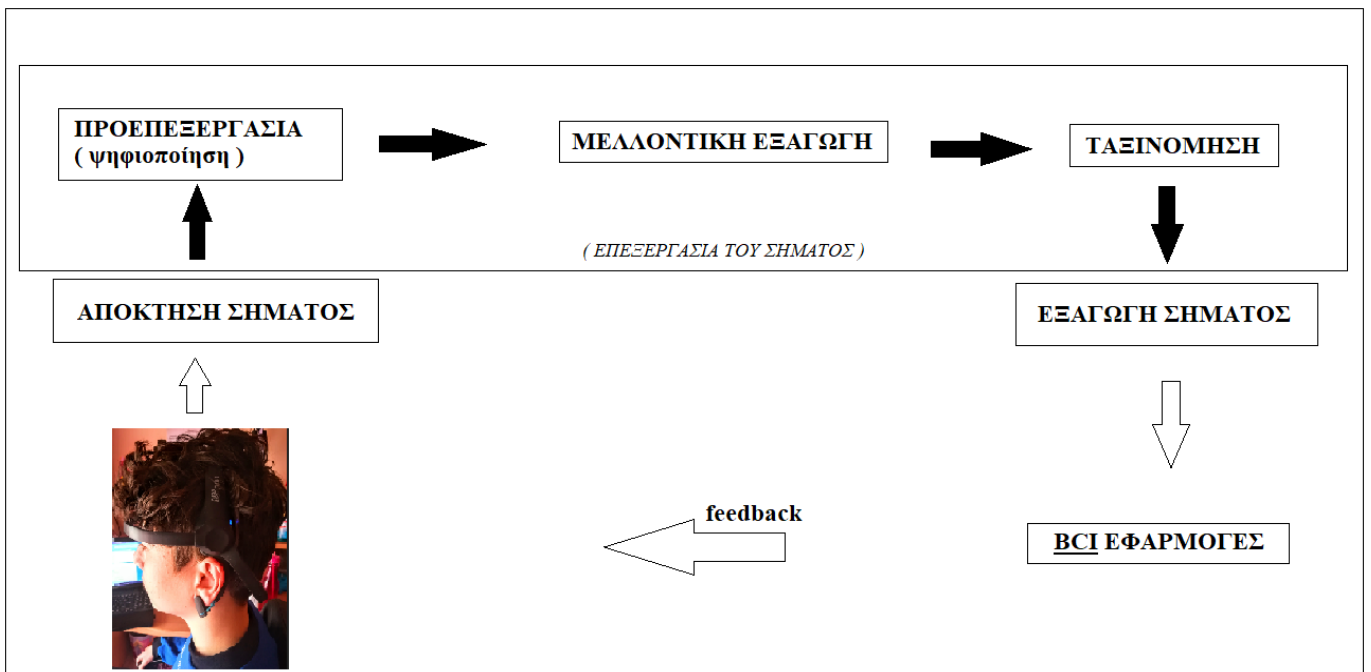 ΠΡΟΕΠΕΞΕΡΓΑΣΙΑ
( ψηφιοποίηση )
ΜΕΛΛΟΝΤΙΚΗ ΕΞΑΓΩΓΗ
ΤΑΞΙΝΟΜΗΣΗ
( ΕΠΕΞΕΡΓΑΣΙΑ ΤΟΥ ΣΗΜΑΤΟΣ )
ΑΠΟΚΤΗΣΗ ΣΗΜΑΤΟΣ
ΕΞΑΓΩΓΗ ΣΗΜΑΤΟΣ
feedback
BCI ΕΦΑΡΜΟΓΕΣ